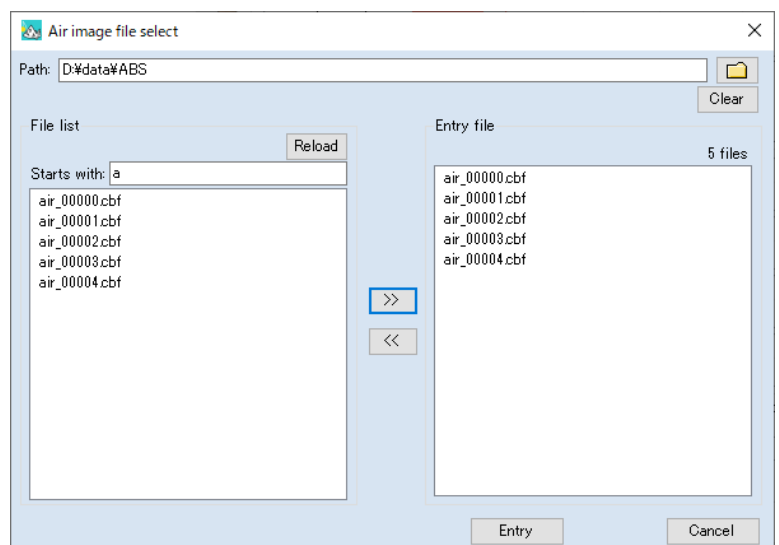 Air image file select
Path: D:¥data¥ABS
Clear
File list
Reload
Starts with: a
air_00000.cbf
air_00001.cbf
air_00002.cbf
air_00003.cbf
air_00004.cbf
>>
<<
Entry file
5 files
air_00000.cbf
air_00001.cbf
air_00002.cbf
air_00003.cbf
air_00004.cbf
Entry
Cancel